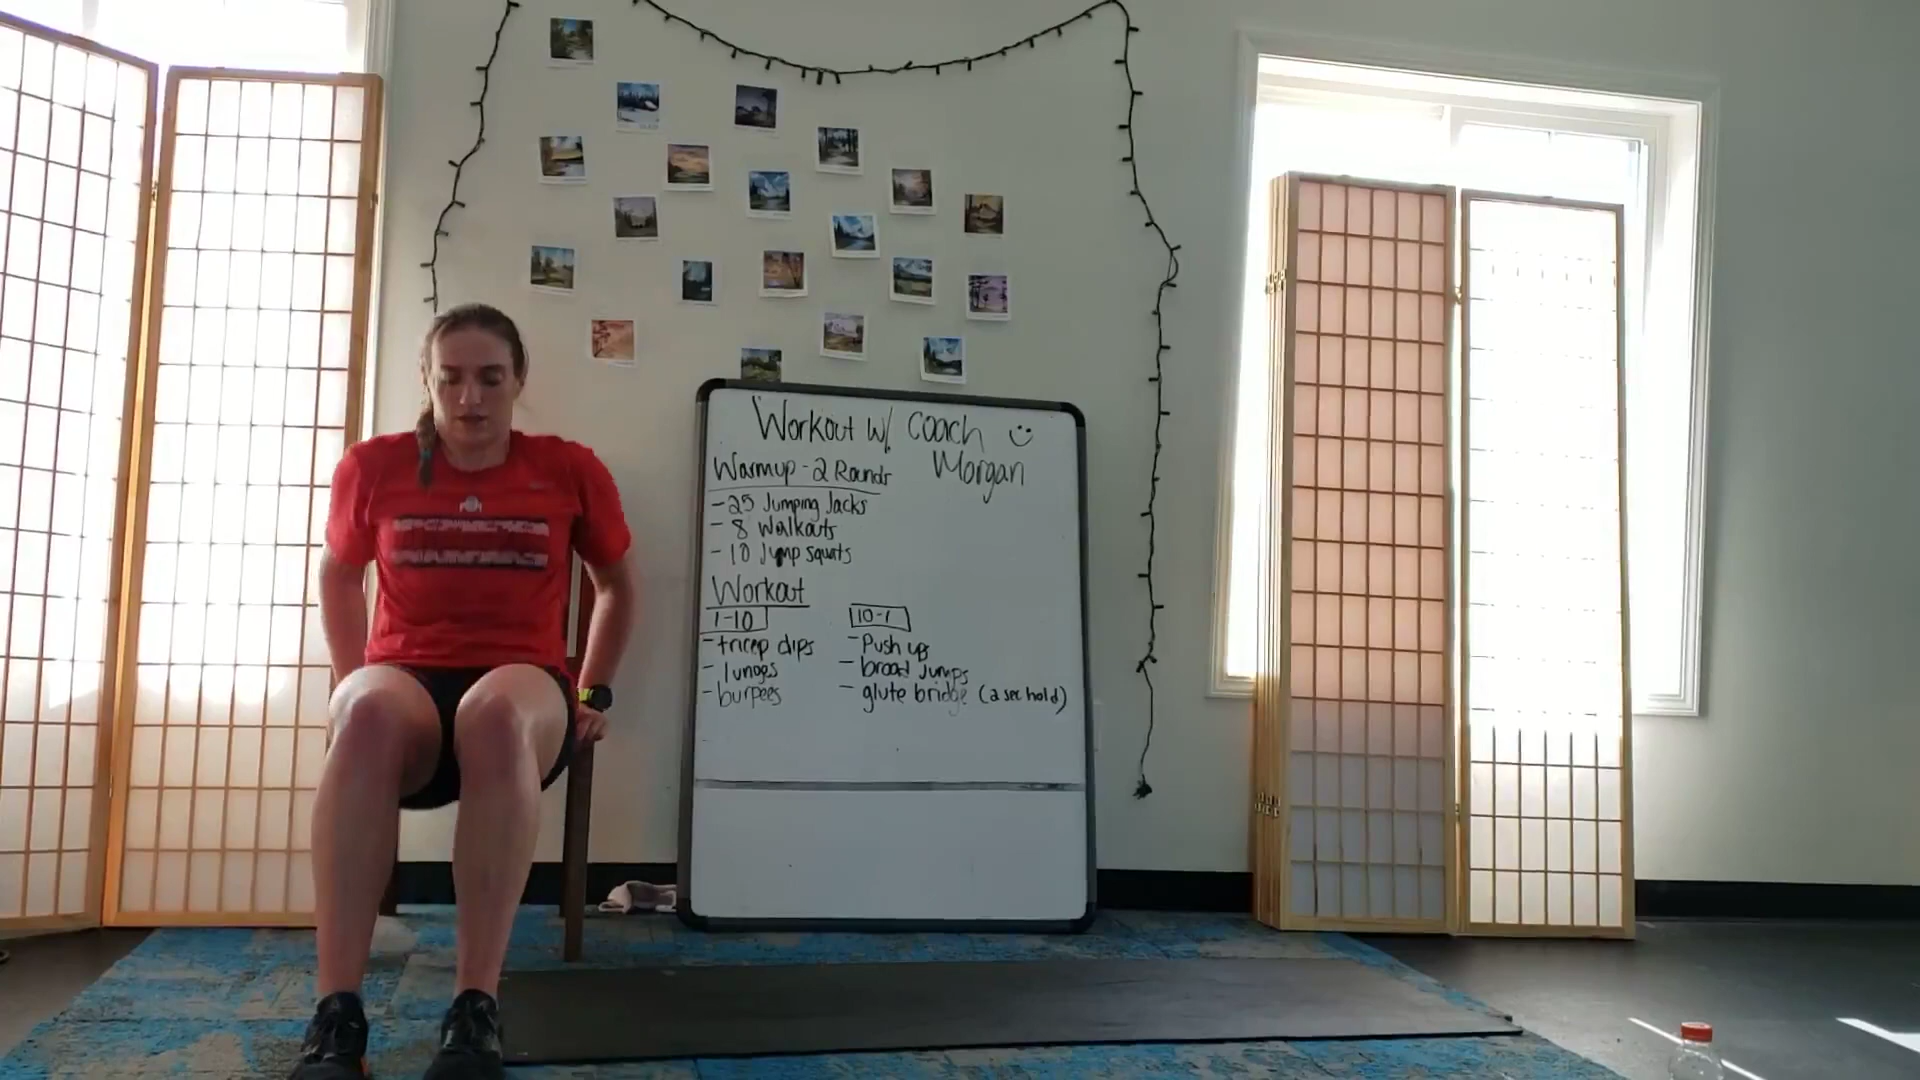 Workout w/ Coach ☺
Morgan
Warmup - 2 Rounds
- 25 Jumping Jacks
- 8 Walkouts
- 10 Jump squats
Workout
1-10
- tricep dips
- lunges
- burpees
10-1
- Push ups
- broad jumps
- glute bridge (2 sec hold)